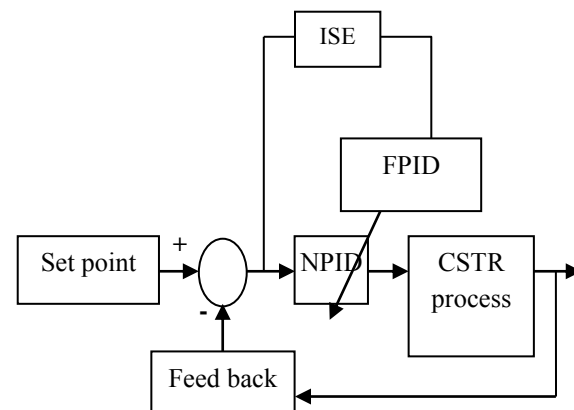 ISE
FPID
+
Set point
NPID
CSTR
process
-
Feed back